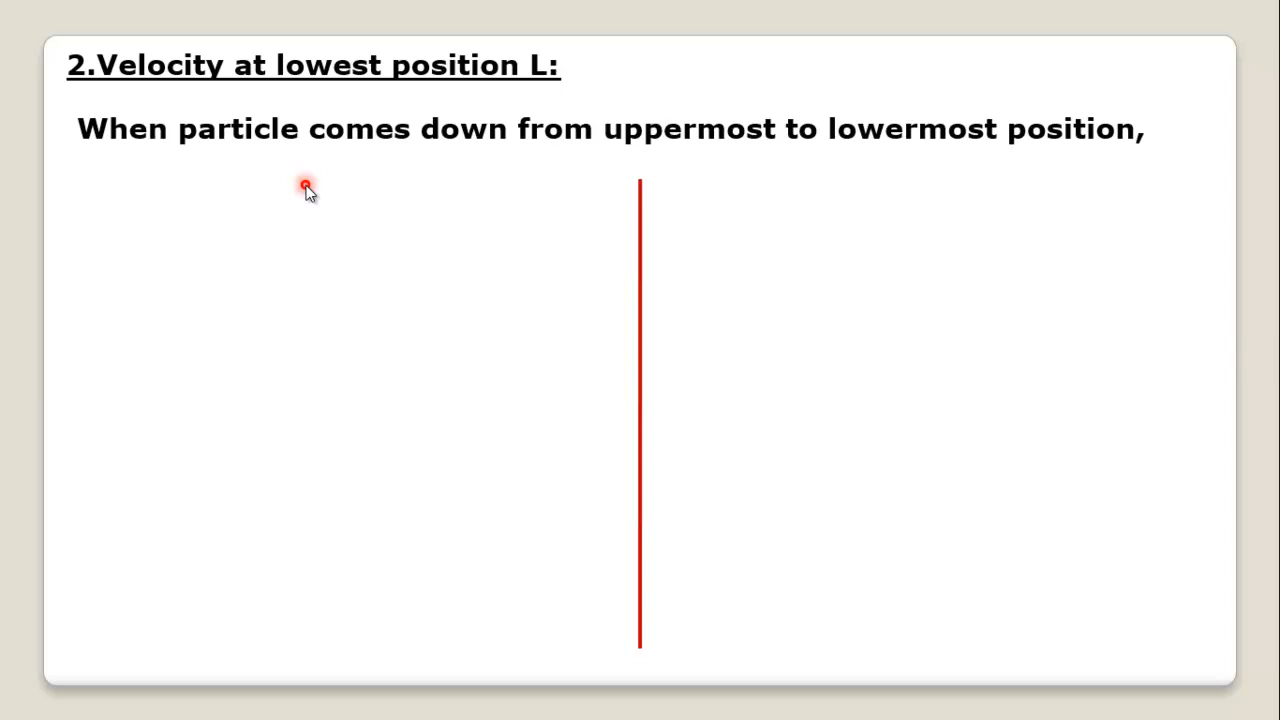 2.Velocity at lowest position L:
When particle comes down from uppermost to lowermost position,